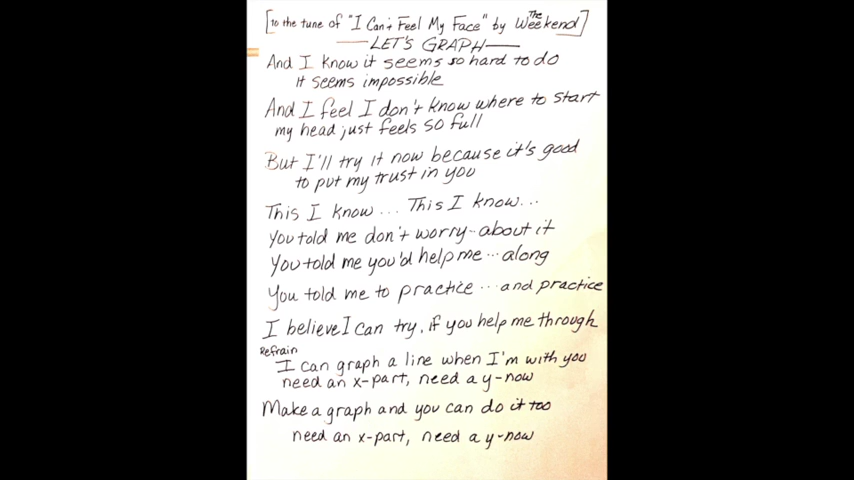 [To the tune of "I Can't Feel My Face" by The Weekend]
LET'S GRAPH
And I know it seems so hard to do
it seems impossible
And I feel I don't know where to start
my head just feels so full
But I'll try it now because it's good
to put my trust in you
This I know... This I know...
You told me don't worry-about it
You told me you'd help me...along
You told me to practice...and practice
I believe I can try, if you help me through
Refrain
I can graph a line when I'm with you
need an x-part, need a y-now
Make a graph and you can do it too
need an x-part, need a y-now